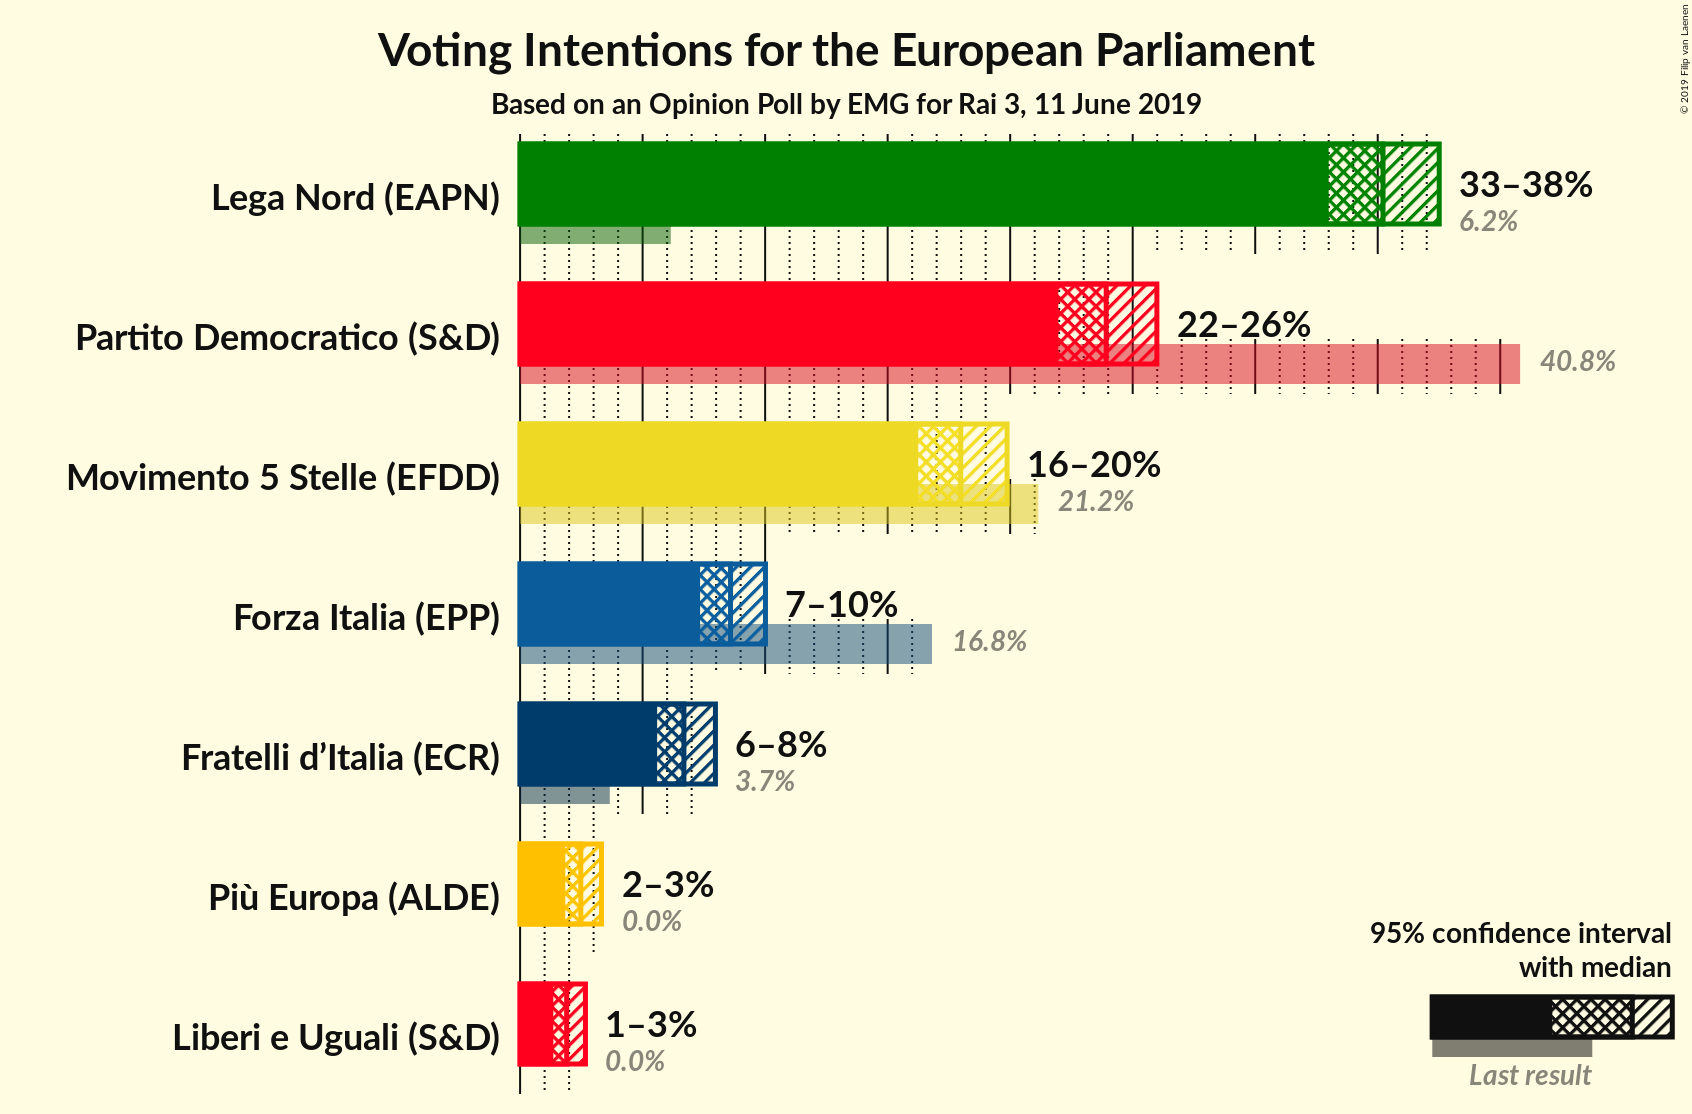 Voting Intentions for the European Parliament
Based on an Opinion Poll by EMG for Rai 3, 11 June 2019
© 2019 Filip van Laenen
Lega Nord (EAPN)
33–38%
6.2%
Partito Democratico (S&D)
22–26%
40.8%
Movimento 5 Stelle (EFDD)
16–20%
21.2%
Forza Italia (EPP)
7–10%
16.8%
Fratelli d’Italia (ECR)
6–8%
3.7%
Più Europa (ALDE)
2–3%
0.0%
Liberi e Uguali (S&D)
1–3%
0.0%
95% confidence interval
with median
Last result